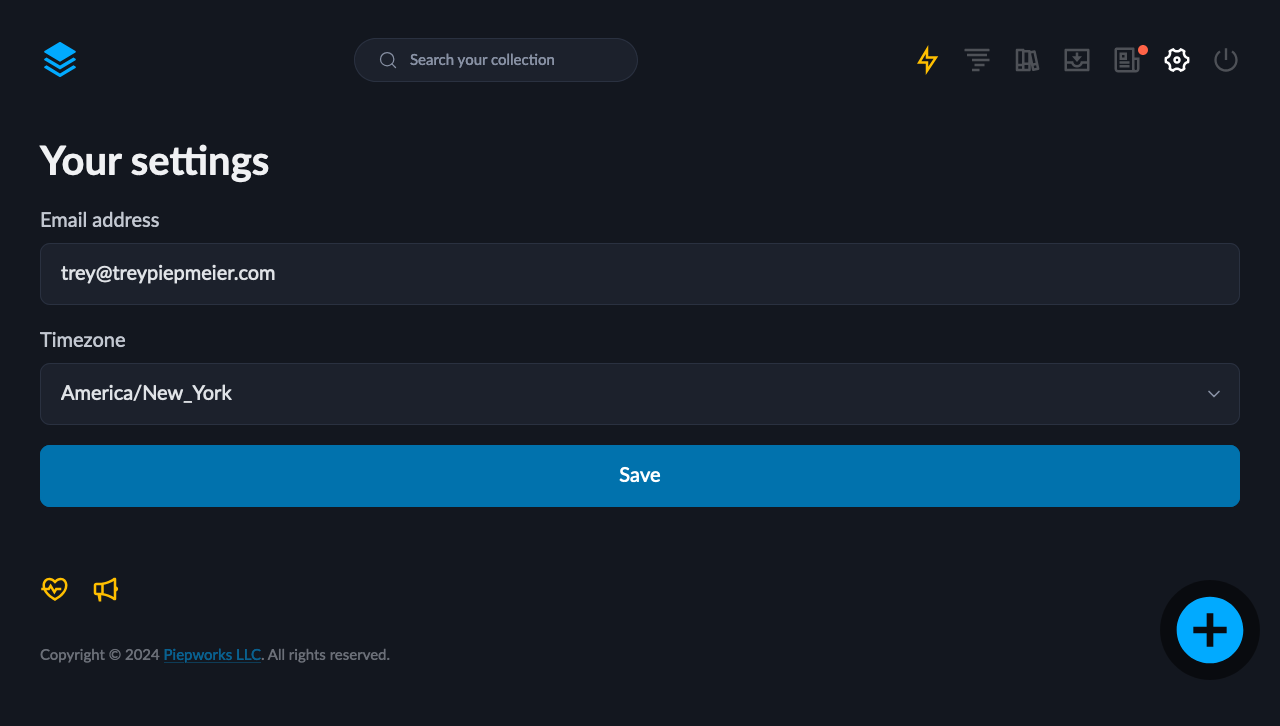 Search your collection
Your settings
Email address
trey@treypiepmeier.com
Timezone
America/New_York
Save
Copyright © 2024 Piepworks LLC. All rights reserved.